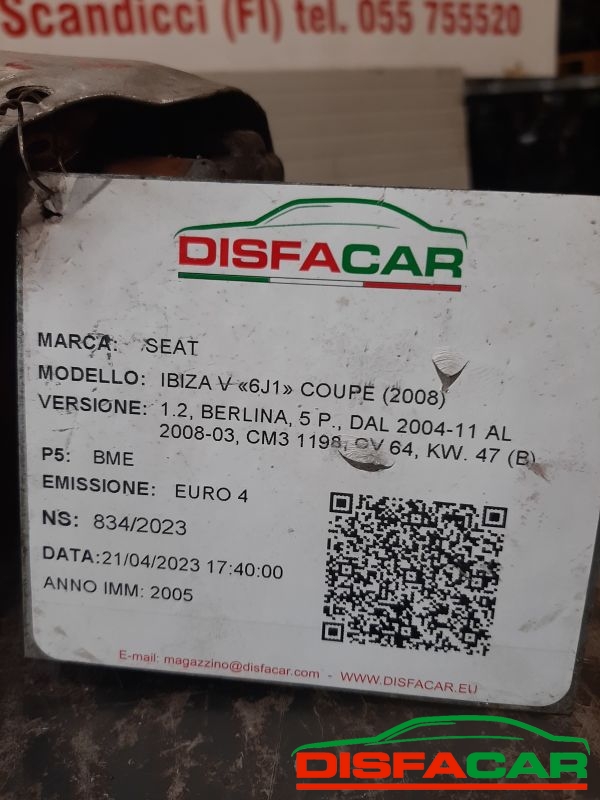 Scandicci (FI) tel. 055 755520
DISFACAR
MARCA: SEAT
MODELLO: IBIZA V «6J1» COUPE (2008)
VERSIONE: 1.2, BERLINA, 5 P., DAL 2004-11 AL
2008-03, CM3 1198, CV 64, KW. 47 (B)
P5: BME
EMISSIONE: EURO 4
NS: 834/2023
DATA:21/04/2023 17:40:00
ANNO IMM: 2005
E-mail: magazzino@disfacar.com - WWW.DISFACAR.EU
DISFACAR